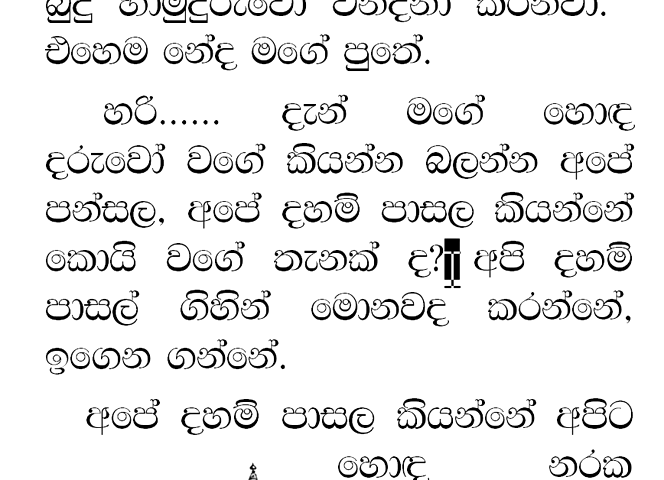 බුදු හාමුදුරුවෝ වන්දනා කරනවා.
එහෙම නේද මගේ පුතේ.
හරි...... දැන් මගේ හොඳ
දරුවෝ වගේ කියන්න බලන්න අපේ
පන්සල, අපේ දහම් පාසල කියන්නේ
කොයි වගේ තැනක් ද? අපි දහම්
පාසල් ගිහින් මොනවද කරන්නේ,
ඉගෙන ගන්නේ.
අපේ දහම් පාසල කියන්නේ අපිට
හොඳ නරක